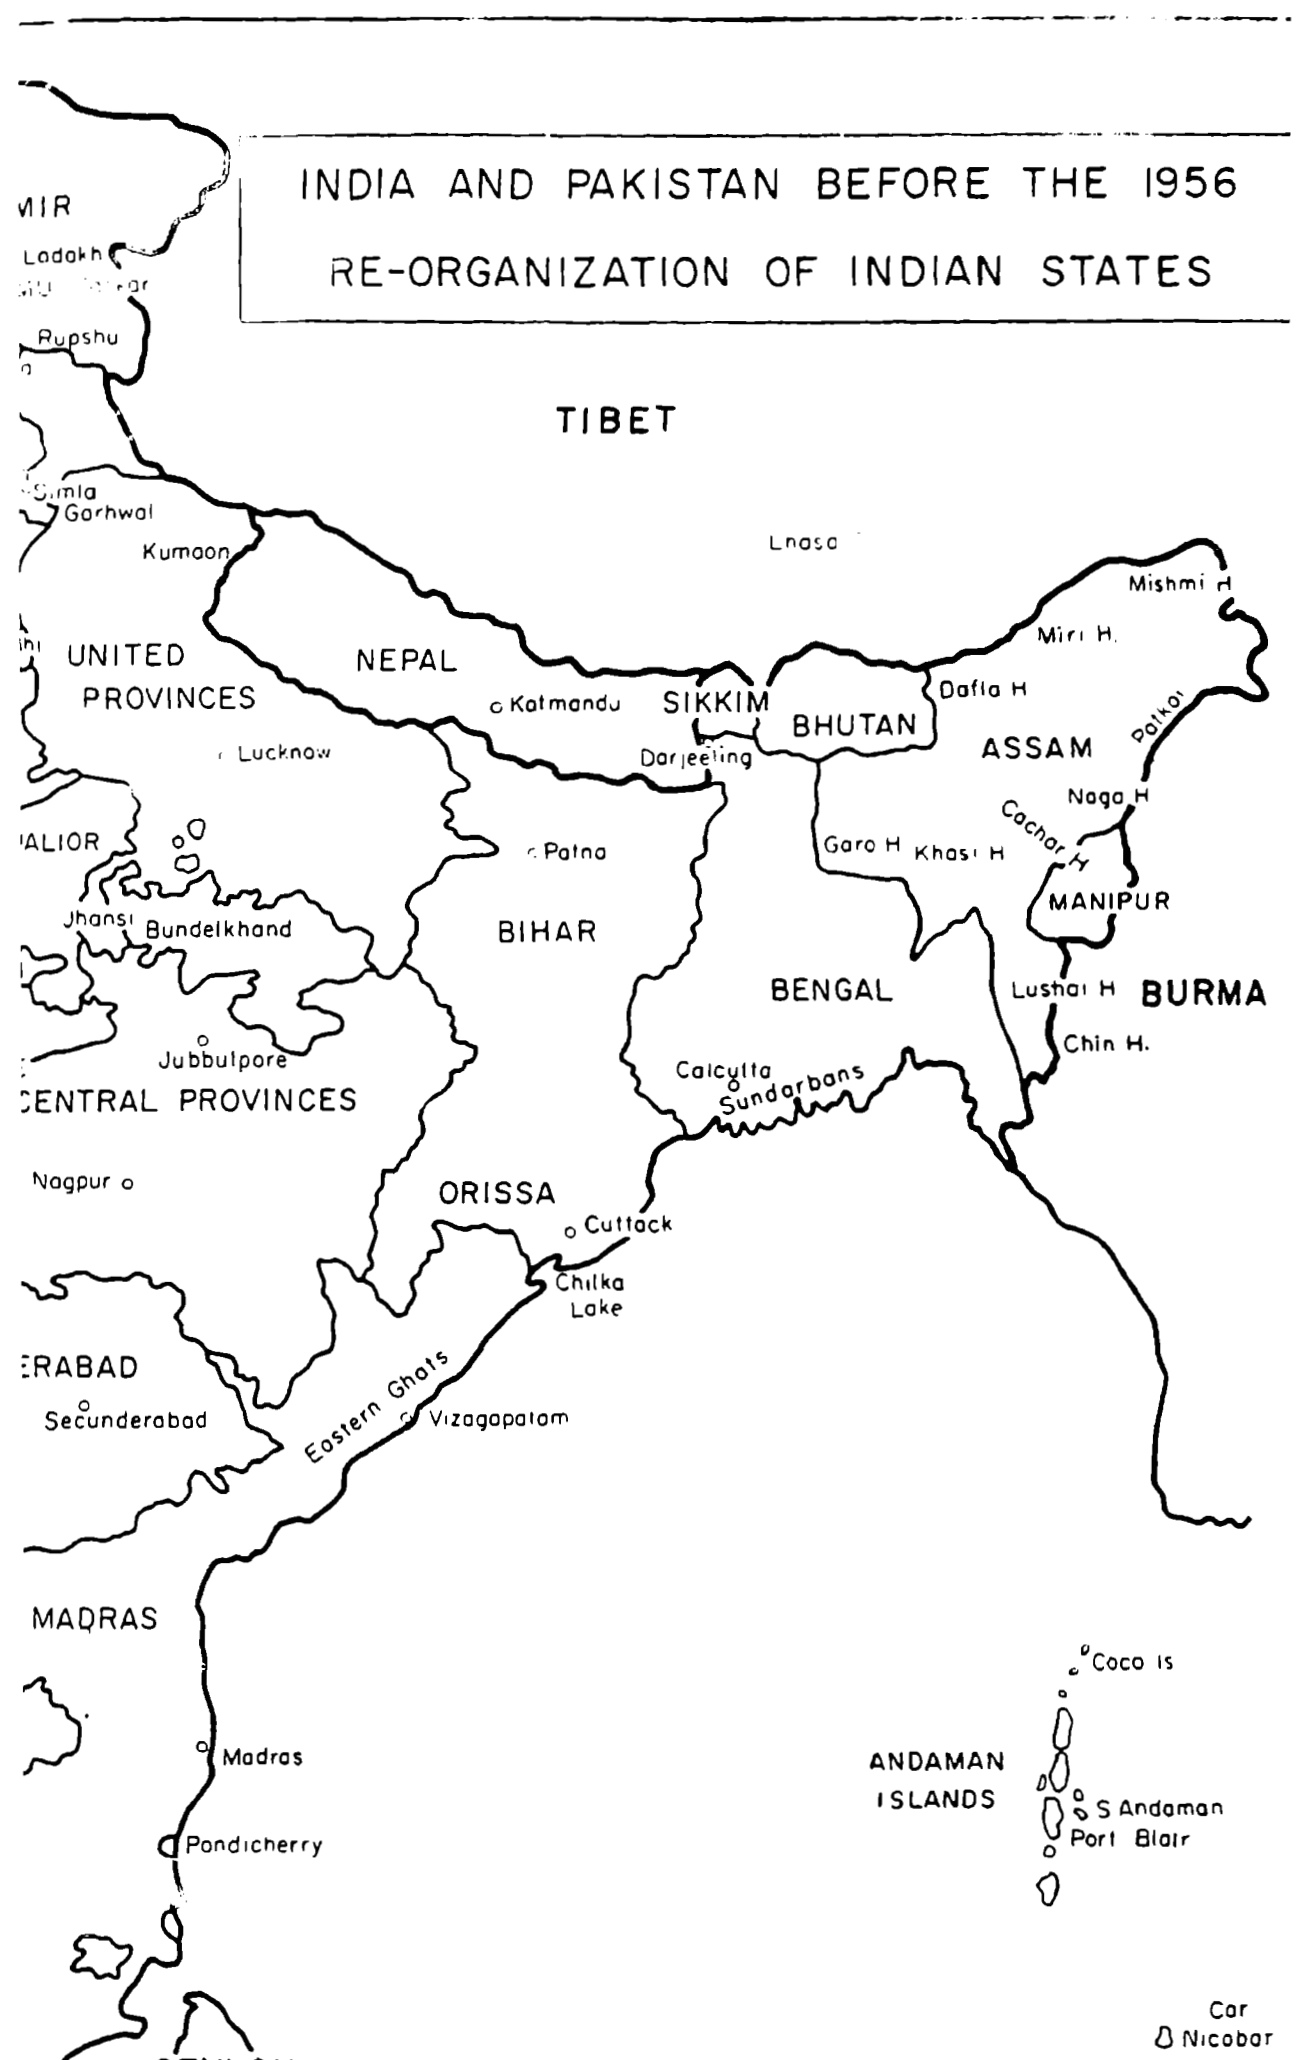 INDIA AND PAKISTAN BEFORE THE 1956
RE-ORGANIZATION OF INDIAN STATES
MIR
Ladakh
Rupshu
TIBET
Simla
Garhwal
Kumaon
Lhasa
Mishmi H
Miri H.
UNITED
PROVINCES
NEPAL
Katmandu
SIKKIM
Dafla H
BHUTAN
Patkoi
ASSAM
Lucknow
Darjeeling
Naga H
ALIOR
Cachar H
Patna
Garo H
Khasi H
MANIPUR
Jhansi
Bundelkhand
BIHAR
BENGAL
Lushai H
BURMA
Jubbulpore
Chin H.
Calcutta
Sundarbans
CENTRAL PROVINCES
Nagpur
ORISSA
Cuttack
Chilka
Lake
ERABAD
Secunderabad
Eastern Ghats
Vizagapatam
MADRAS
Coco Is
Madras
ANDAMAN
ISLANDS
S Andaman
Port Blair
Pondicherry
Car
Nicobar